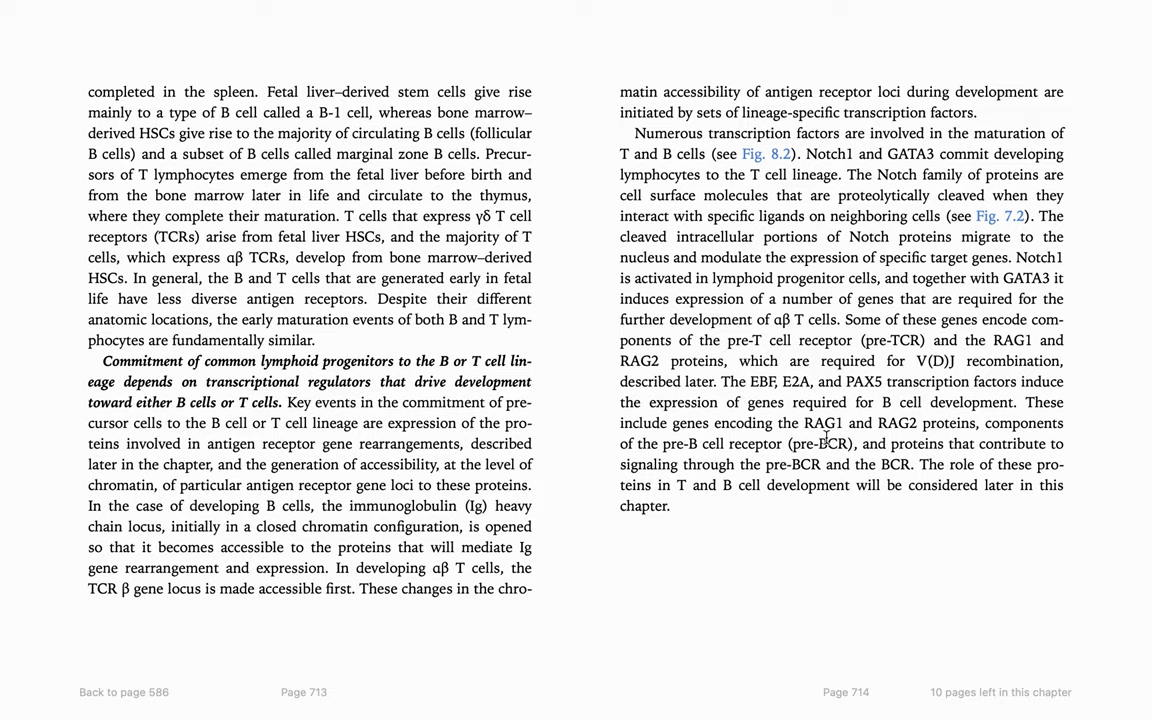 completed in the spleen. Fetal liver–derived stem cells give rise
mainly to a type of B cell called a B-1 cell, whereas bone marrow–
derived HSCs give rise to the majority of circulating B cells (follicular
B cells) and a subset of B cells called marginal zone B cells. Precur-
sors of T lymphocytes emerge from the fetal liver before birth and
from the bone marrow later in life and circulate to the thymus,
where they complete their maturation. T cells that express γδ T cell
receptors (TCRs) arise from fetal liver HSCs, and the majority of T
cells, which express αβ TCRs, develop from bone marrow–derived
HSCs. In general, the B and T cells that are generated early in fetal
life have less diverse antigen receptors. Despite their different
anatomic locations, the early maturation events of both B and T lym-
phocytes are fundamentally similar.
Commitment of common lymphoid progenitors to the B or T cell lin-
eage depends on transcriptional regulators that drive development
toward either B cells or T cells. Key events in the commitment of pre-
cursor cells to the B cell or T cell lineage are expression of the pro-
teins involved in antigen receptor gene rearrangements, described
later in the chapter, and the generation of accessibility, at the level of
chromatin, of particular antigen receptor gene loci to these proteins.
In the case of developing B cells, the immunoglobulin (Ig) heavy
chain locus, initially in a closed chromatin configuration, is opened
so that it becomes accessible to the proteins that will mediate Ig
gene rearrangement and expression. In developing αβ T cells, the
TCR β gene locus is made accessible first. These changes in the chro-
matin accessibility of antigen receptor loci during development are
initiated by sets of lineage-specific transcription factors.
Numerous transcription factors are involved in the maturation of
T and B cells (see Fig. 8.2). Notch1 and GATA3 commit developing
lymphocytes to the T cell lineage. The Notch family of proteins are
cell surface molecules that are proteolytically cleaved when they
interact with specific ligands on neighboring cells (see Fig. 7.2). The
cleaved intracellular portions of Notch proteins migrate to the
nucleus and modulate the expression of specific target genes. Notch1
is activated in lymphoid progenitor cells, and together with GATA3 it
induces expression of a number of genes that are required for the
further development of αβ T cells. Some of these genes encode com-
ponents of the pre-T cell receptor (pre-TCR) and the RAG1 and
RAG2 proteins, which are required for V(D)J recombination,
described later. The EBF, E2A, and PAX5 transcription factors induce
the expression of genes required for B cell development. These
include genes encoding the RAG1 and RAG2 proteins, components
of the pre-B cell receptor (pre-BCR), and proteins that contribute to
signaling through the pre-BCR and the BCR. The role of these pro-
teins in T and B cell development will be considered later in this
chapter.
Back to page 586
Page 713
Page 714
10 pages left in this chapter